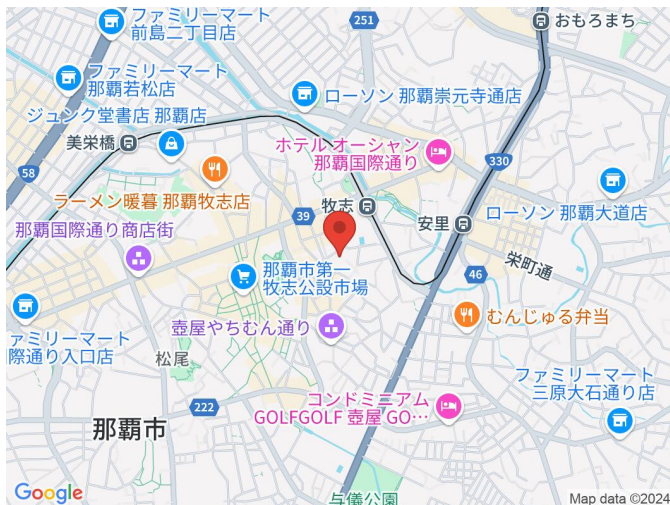 ファミリーマート
前島二丁目店
251
おもろまち
ファミリーマート
那覇若松店
ローソン 那覇崇元寺通店
ジュンク堂書店 那覇店
美栄橋
ホテル オーシャン
那覇国際通り
330
58
ラーメン暖暮 那覇牧志店
牧志
39
安里
ローソン 那覇大道店
那覇国際通り商店街
栄町通
46
那覇市第一
牧志公設市場
ファミリーマート
際通り入口店
壺屋やちむん通り
むんじゅる弁当
松尾
ファミリーマート
三原大石通り店
コンドミニアム
GOLFGOLF 壺屋 GO…
222
那覇市
与儀公園
Google
Map data ©2024